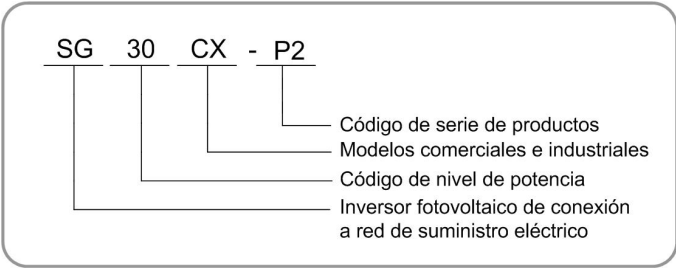 SG 30 CX - P2
Código de serie de productos
Modelos comerciales e industriales
Código de nivel de potencia
Inversor fotovoltaico de conexión
a red de suministro eléctrico